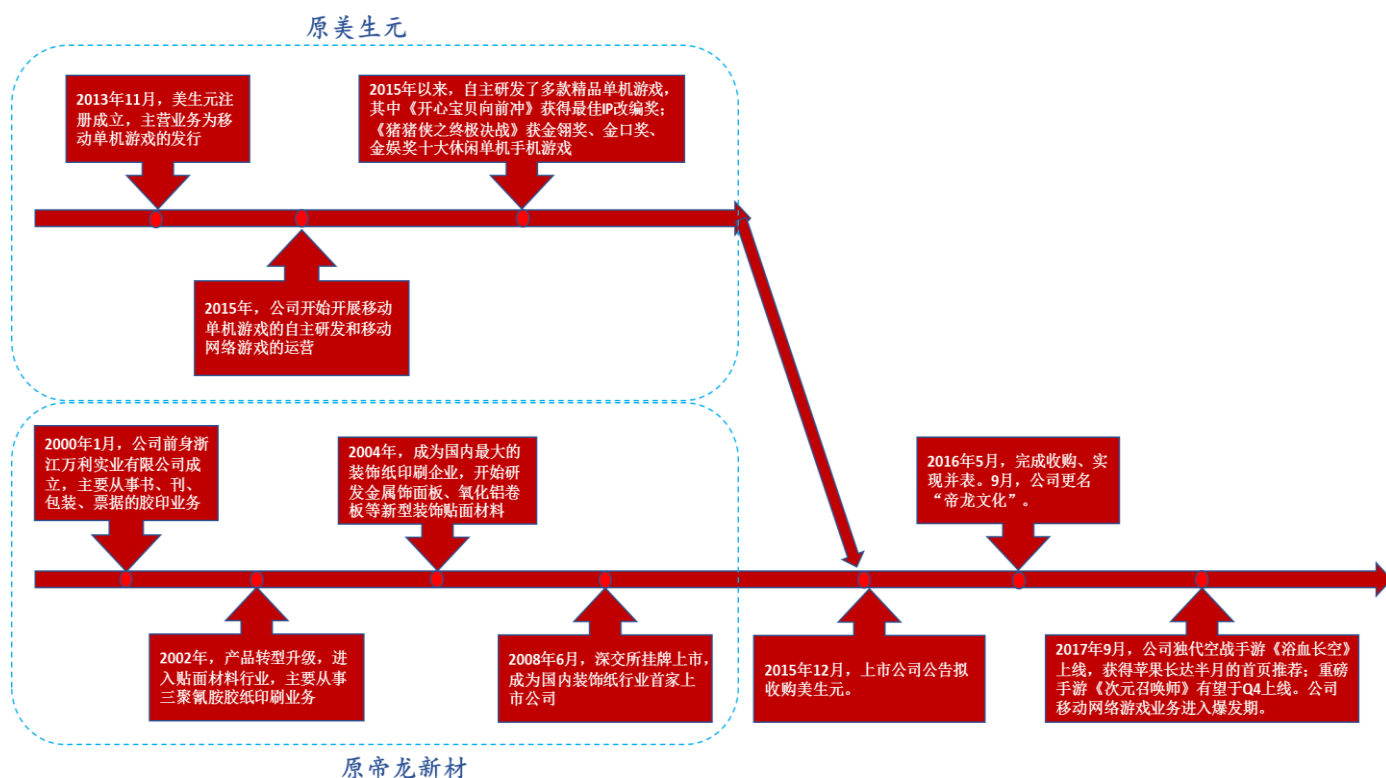 原美生元
2013年11月，美生元注
册成立，主营业务为移
动单机游戏的发行
2015年以来，自主研发了多款精品单机游戏，
其中《开心宝贝向前冲》获得最佳IP改编奖；
《猪猪侠之终极决战》获金翎奖、金口奖、
金娱奖十大休闲单机手机游戏
2015年，公司开始开展移动
单机游戏的自主研发和移动
网络游戏的运营
2000年1月，公司前身浙
江万利实业有限公司成
立，主要从事书、刊、
包装、票据的胶印业务
2004年，成为国内最大的
装饰纸印刷企业，开始研
发金属饰面板、氧化铝卷
板等新型装饰贴面材料
2016年5月，完成收购、实
现并表。9月，公司更名
“帝龙文化”。
2002年，产品转型升级，进
入贴面材料行业，主要从事
三聚氰胺胶纸印刷业务
2008年6月，深交所挂牌上市，
成为国内装饰纸行业首家上
市公司
2015年12月，上市公司公告拟
收购美生元。
2017年9月，公司独代空战手游《浴血长空》
上线，获得苹果长达半月的首页推荐；重磅
手游《次元召唤师》有望于Q4上线。公司
移动网络游戏业务进入爆发期。
原帝龙新材